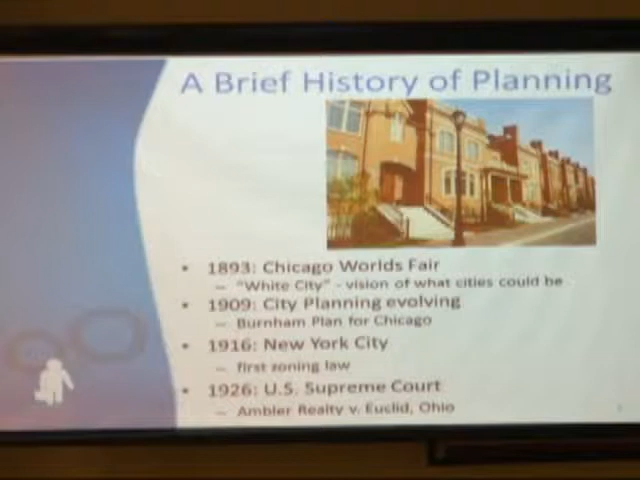 A Brief History of Planning
• 1893: Chicago Worlds Fair
– "White City" - vision of what cities could be
• 1909: City Planning evolving
– Burnham Plan for Chicago
• 1916: New York City
– first zoning law
• 1926: U.S. Supreme Court
– Ambler Realty v. Euclid, Ohio